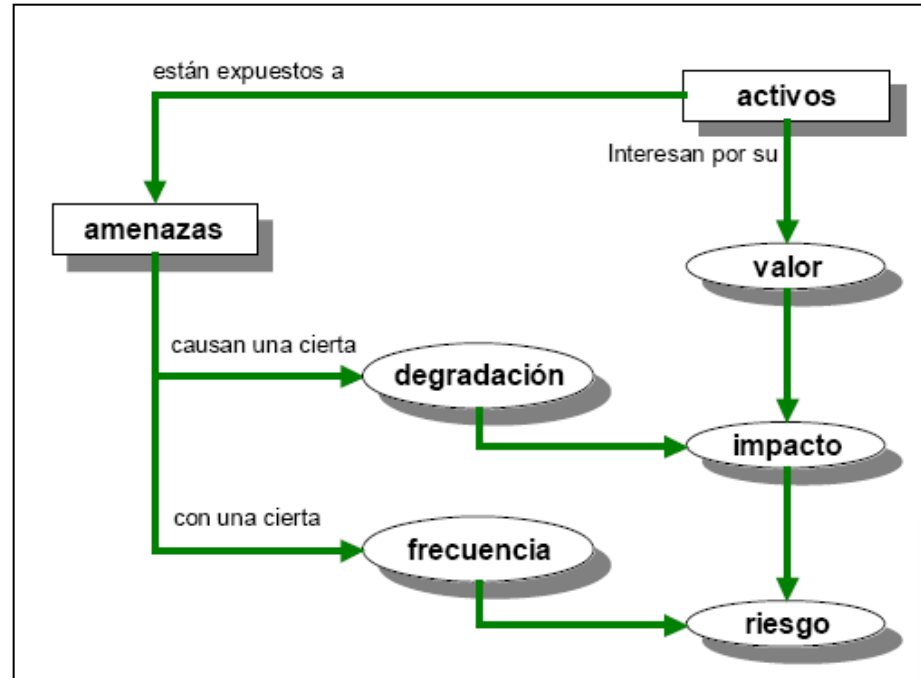 están expuestos a
activos
Interesan por su
amenazas
valor
causan una cierta
degradación
impacto
con una cierta
frecuencia
riesgo